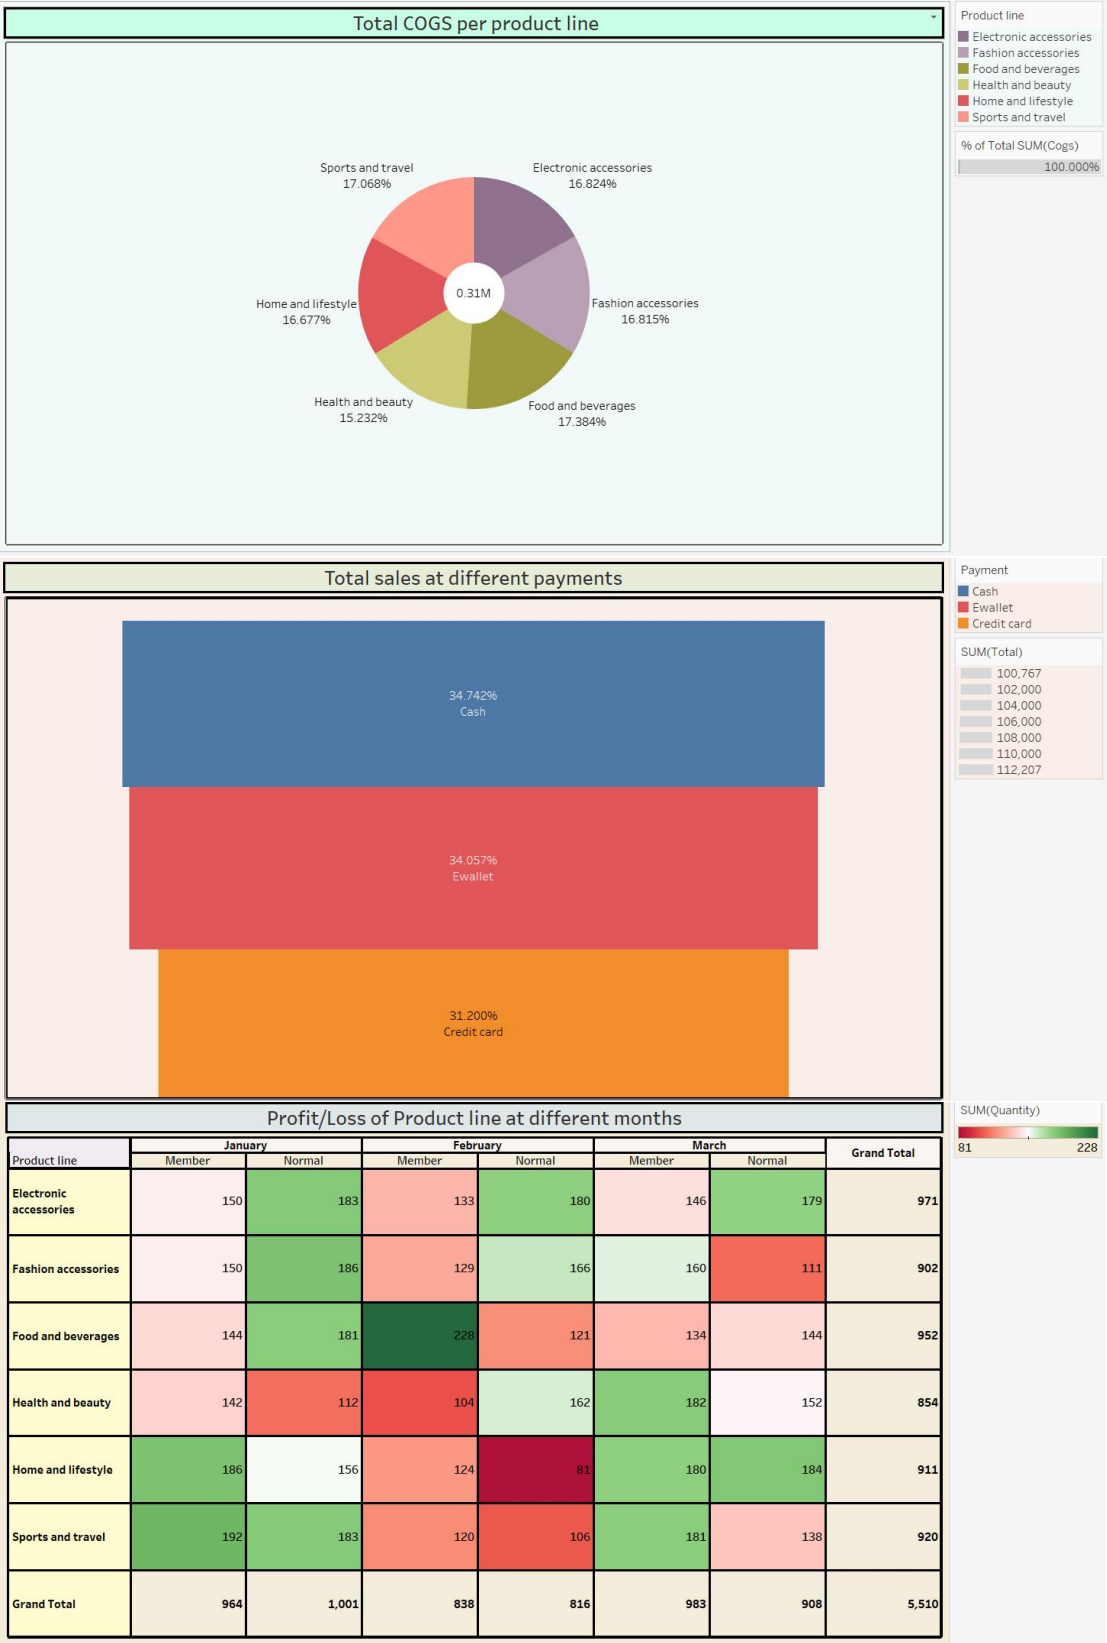 Total COGS per product line
Product line
Electronic accessories
Fashion accessories
Food and beverages
Health and beauty
Home and lifestyle
Sports and travel
% of Total SUM(Cogs)
100.000%
Sports and travel
17.068%
Electronic accessories
16.824%
0.31M
Home and lifestyle
16.677%
Fashion accessories
16.815%
Health and beauty
15.232%
Food and beverages
17.384%
Total sales at different payments
Payment
Cash
Ewallet
Credit card
SUM(Total)
100,767
102,000
104,000
106,000
108,000
110,000
112,207
34.742%
Cash
34.057%
Ewallet
31.200%
Credit card
Profit/Loss of Product line at different months
SUM(Quantity)
81 228
January February March
Product line Member Normal Member Normal Member Normal Grand Total
Electronic
accessories 150 183 133 180 146 179 971
Fashion accessories 150 186 129 166 160 111 902
Food and beverages 144 181 228 121 134 144 952
Health and beauty 142 112 104 162 182 152 854
Home and lifestyle 186 156 124 81 180 184 911
Sports and travel 192 183 120 106 181 138 920
Grand Total 964 1,001 838 816 983 908 5,510